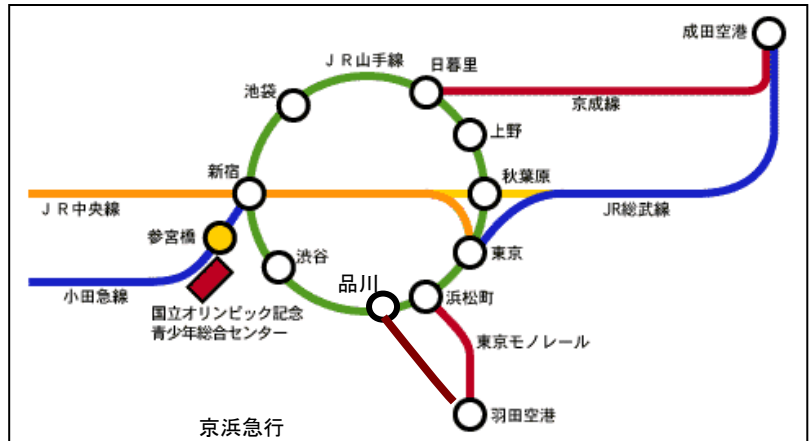 成田空港
ＪＲ山手線
日暮里
池袋
京成線
上野
新宿
秋葉原
ＪＲ中央線
JR総武線
参宮橋
渋谷
東京
品川
小田急線
浜松町
国立オリンピック記念
青少年総合センター
東京モノレール
羽田空港
京浜急行